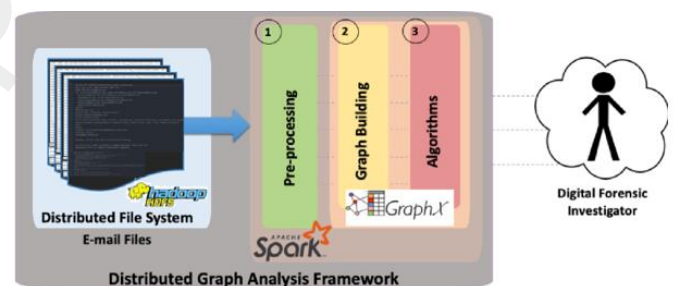 1
2
3
Pre-processing
Graph Building
Algorithms
hadoop
HDFS
Distributed File System
E-mail Files
APACHE
Spark
GraphX
Distributed Graph Analysis Framework
Digital Forensic
Investigator